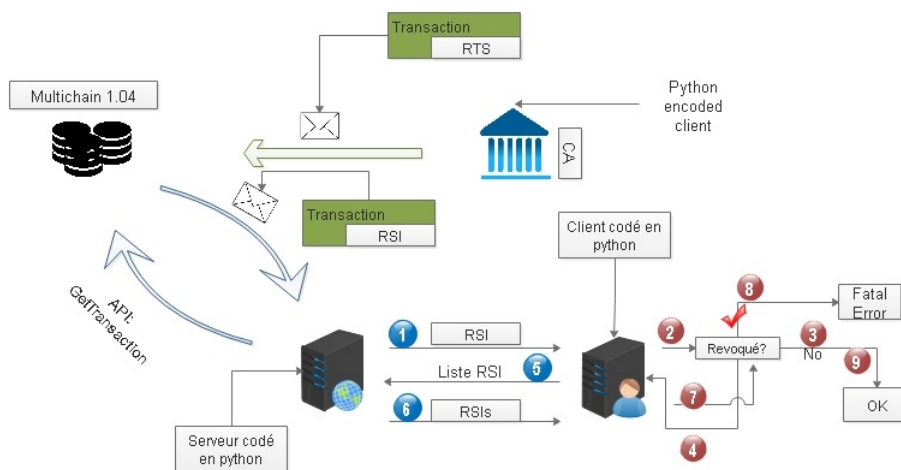 Transaction
RTS
Multichain 1.04
Python
encoded
client
CA
Transaction
RSI
Client codé en
python
API:
GetTransaction
8
Fatal
Error
1
RSI
2
Revoqué?
3
No
9
Liste RSI
5
7
OK
6
RSIs
4
Serveur codé
en python